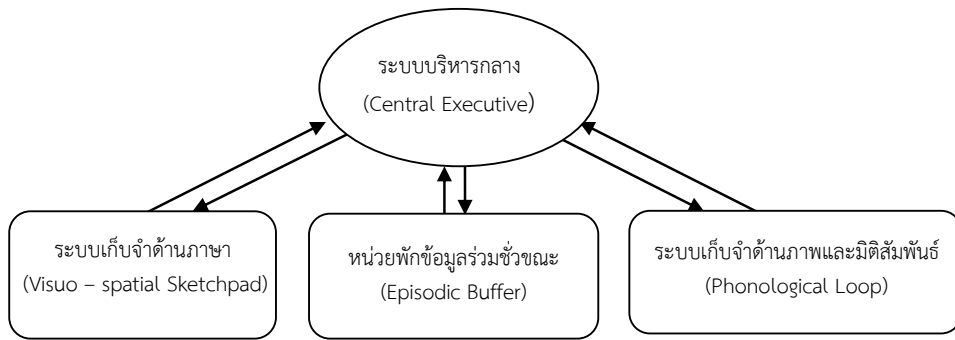 ระบบบริหารกลาง
(Central Executive)
ระบบเก็บจำด้านภาษา
(Visuo – spatial Sketchpad)
หน่วยพักข้อมูลร่วมชั่วขณะ
(Episodic Buffer)
ระบบเก็บจำด้านภาพและมิติสัมพันธ์
(Phonological Loop)